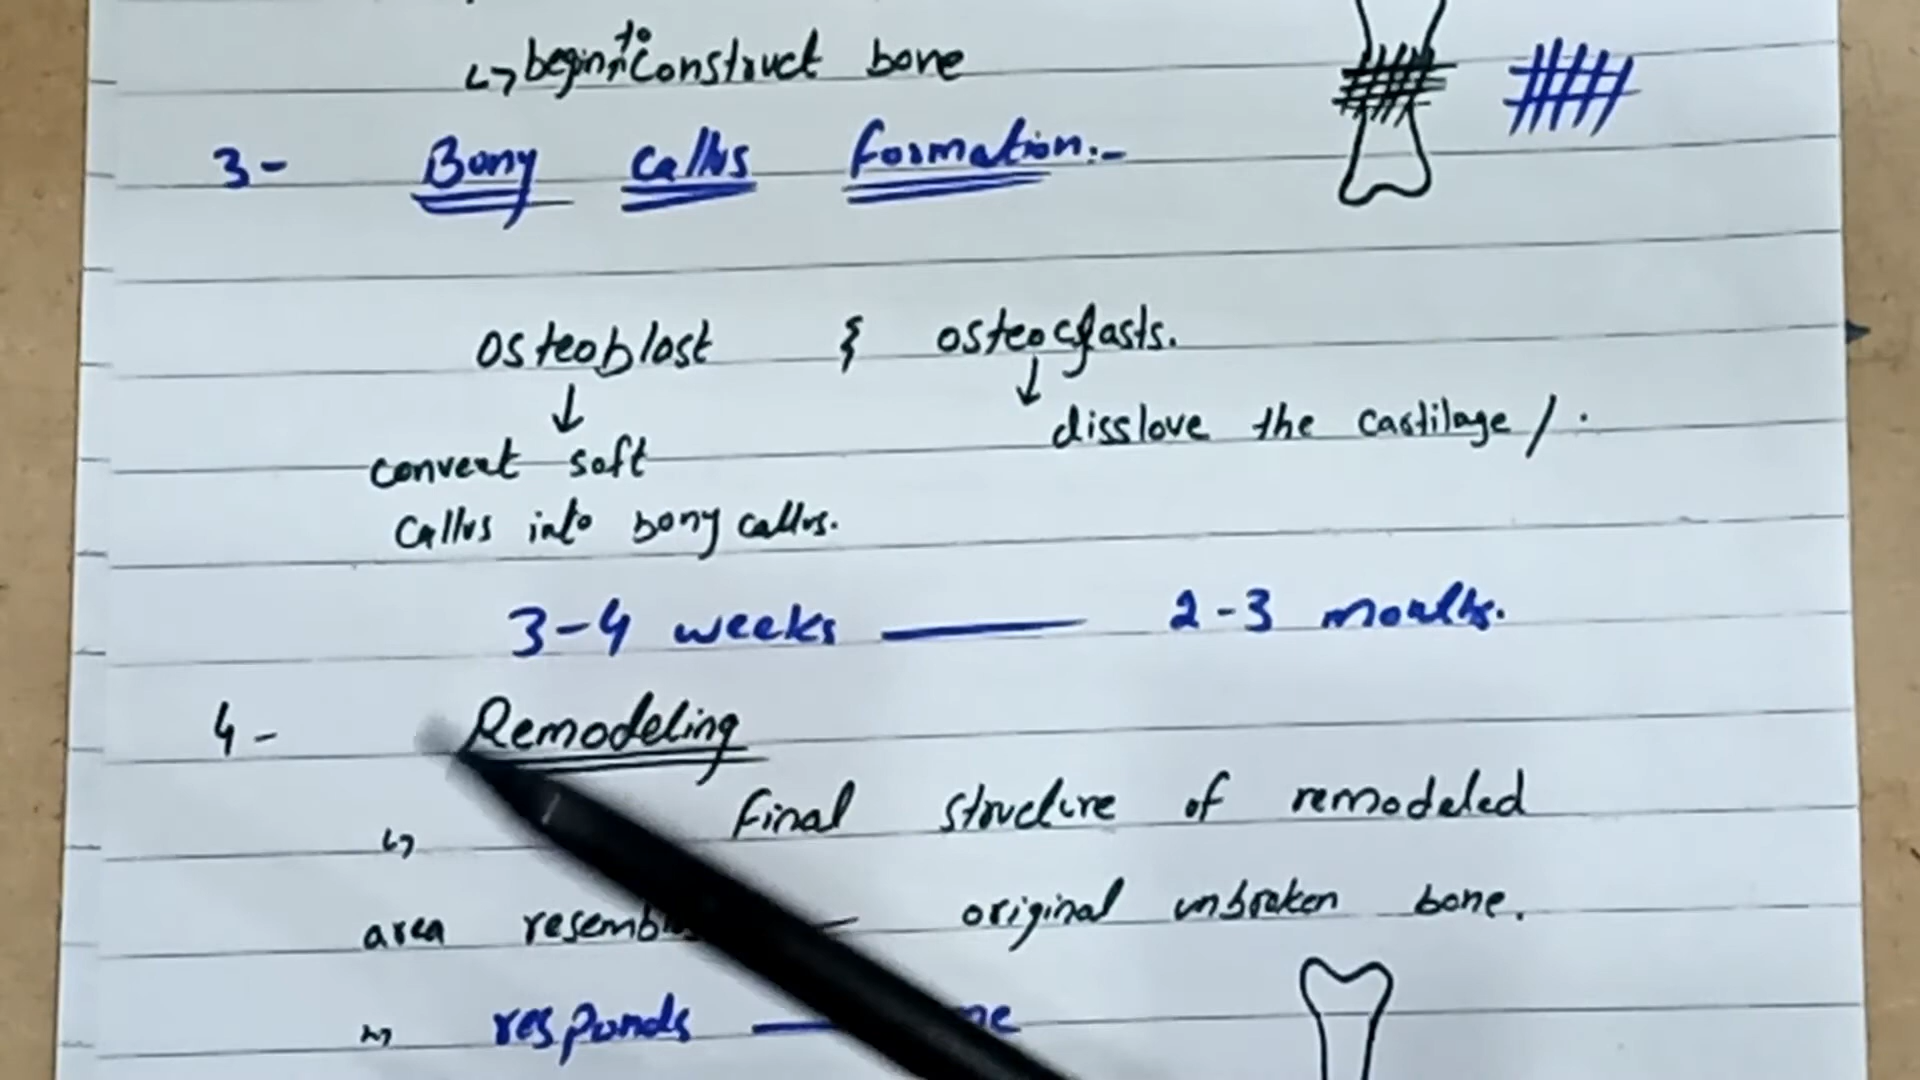 ↳ begin to construct bone
3- Bony callus formation:-
osteoblast & osteoclasts.
↓ ↓
disslove the cartilage /.
convert soft
callus into bony callus.
3-4 weeks — 2-3 months.
4- Remodeling
↳ Final structure of remodeled
area — original unbroken bone.
↳ responds —